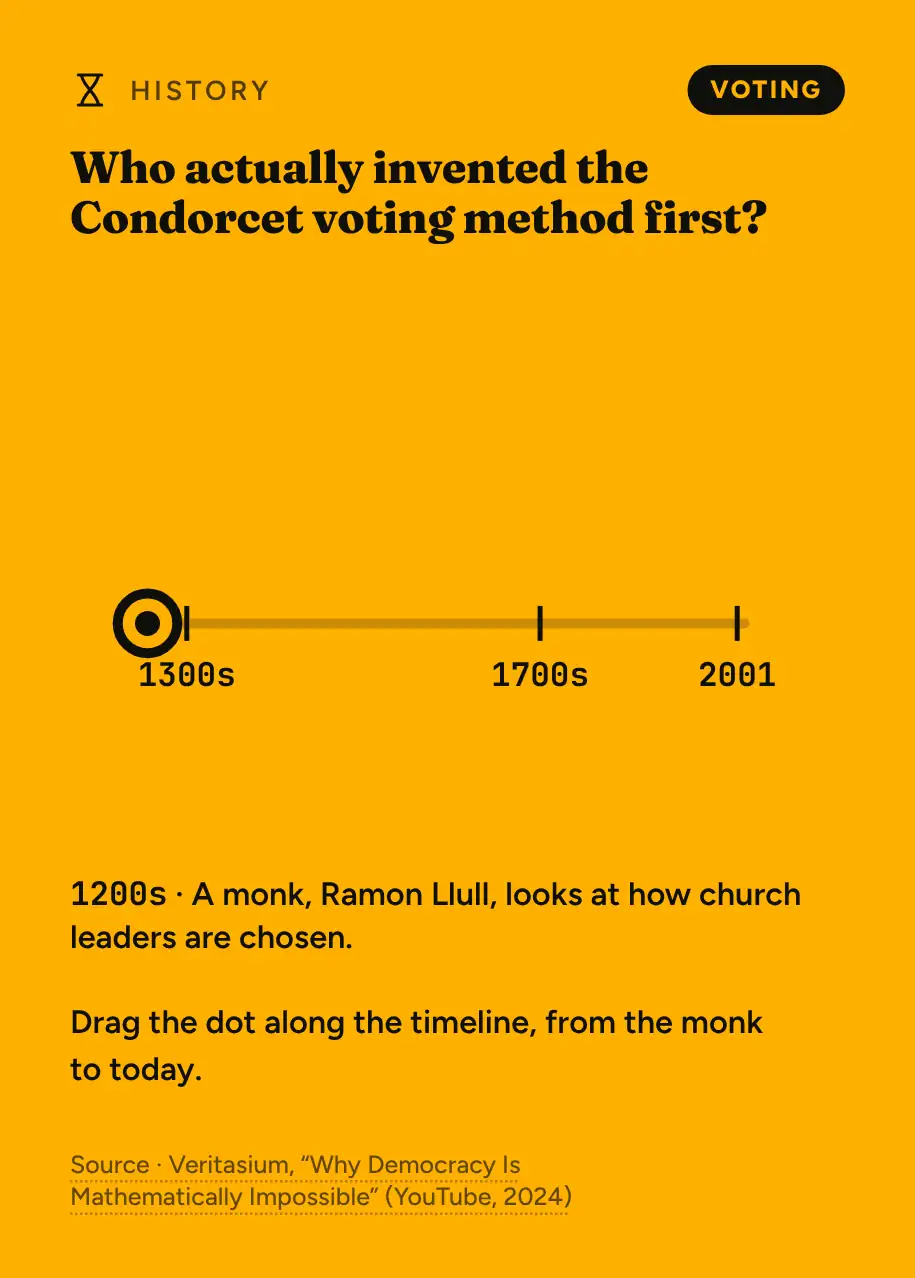 HISTORY
VOTING
Who actually invented the
Condorcet voting method first?
1300s
1700s
2001
1200s · A monk, Ramon Llull, looks at how church
leaders are chosen.
Drag the dot along the timeline, from the monk
to today.
Source · Veritasium, “Why Democracy Is
Mathematically Impossible” (YouTube, 2024)